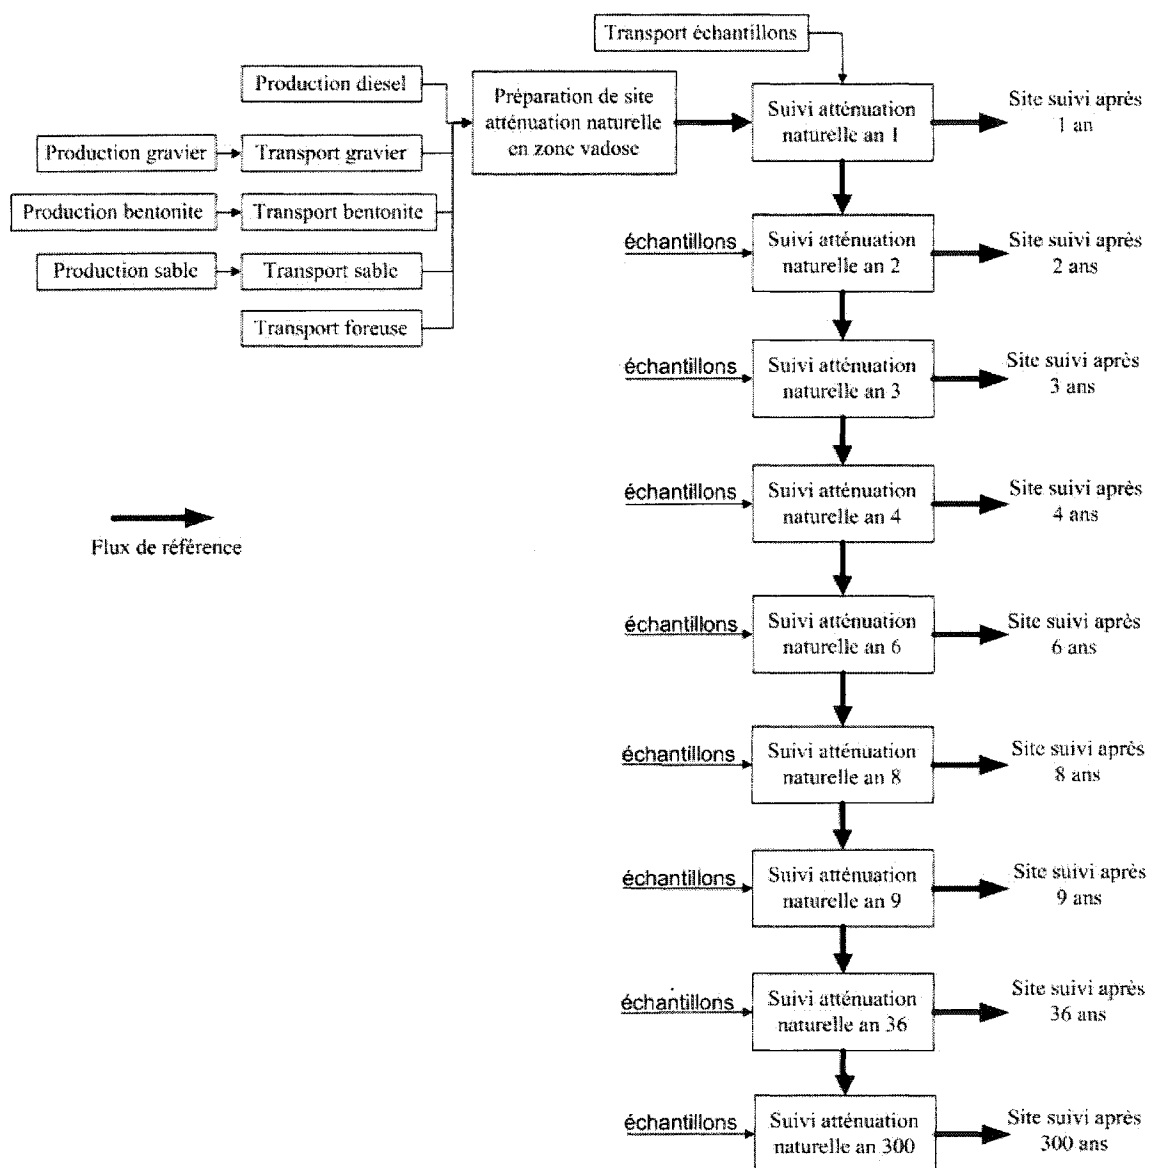 Transport échantillons
Production diesel
Préparation de site
atténuation naturelle
en zone vadose
Suivi atténuation
naturelle an 1
Site suivi après
1 an
Production gravier
Transport gravier
Production bentonite
Transport bentonite
Production sable
Transport sable
Transport foreuse
échantillons
Suivi atténuation
naturelle an 2
Site suivi après
2 ans
échantillons
Suivi atténuation
naturelle an 3
Site suivi après
3 ans
échantillons
Suivi atténuation
naturelle an 4
Site suivi après
4 ans
Flux de référence
échantillons
Suivi atténuation
naturelle an 6
Site suivi après
6 ans
échantillons
Suivi atténuation
naturelle an 8
Site suivi après
8 ans
échantillons
Suivi atténuation
naturelle an 9
Site suivi après
9 ans
échantillons
Suivi atténuation
naturelle an 36
Site suivi après
36 ans
échantillons
Suivi atténuation
naturelle an 300
Site suivi après
300 ans